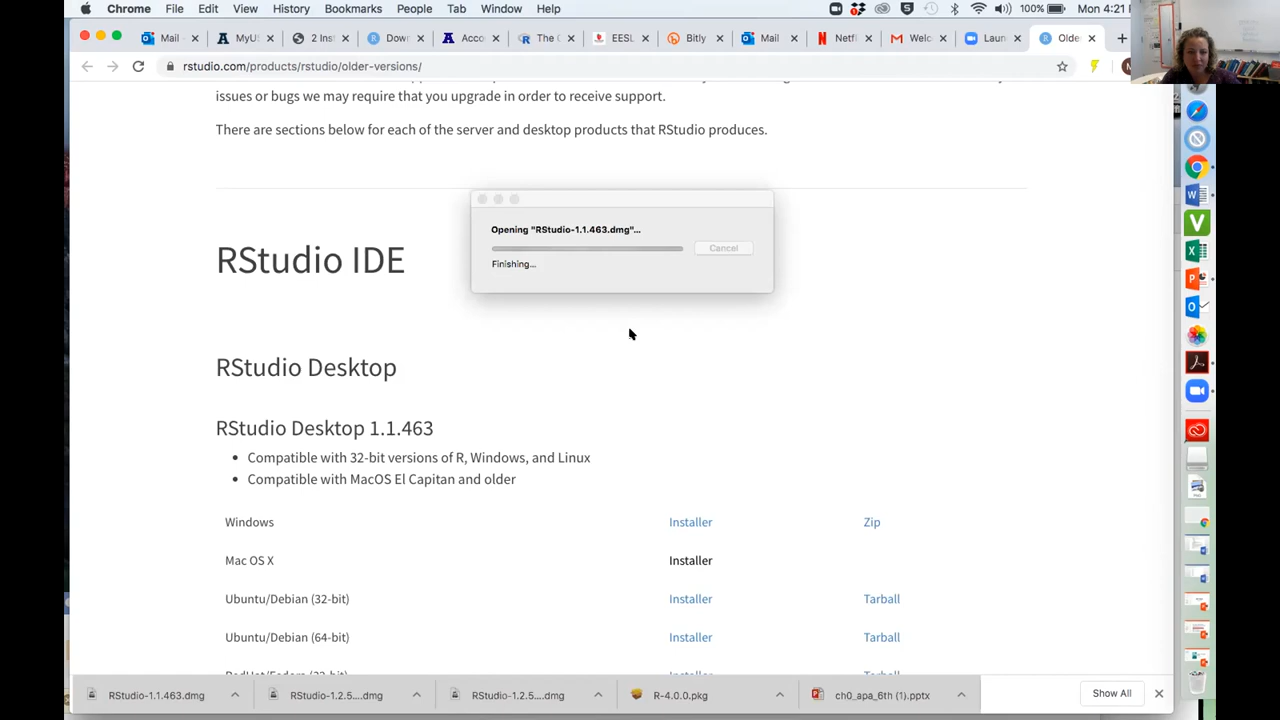 Chrome File Edit View History Bookmarks People Tab Window Help 100% Mon 4:21
Mail - MyU 2 Ins Down Acco The EESL Bitly Mail Netfl Welc Laun Older
rstudio.com/products/rstudio/older-versions/
issues or bugs we may require that you upgrade in order to receive support.
There are sections below for each of the server and desktop products that RStudio produces.
Opening "RStudio-1.1.463.dmg"...
Cancel
Finishing...
RStudio IDE
RStudio Desktop
RStudio Desktop 1.1.463
• Compatible with 32-bit versions of R, Windows, and Linux
• Compatible with MacOS El Capitan and older
Windows Installer Zip
Mac OS X Installer
Ubuntu/Debian (32-bit) Installer Tarball
Ubuntu/Debian (64-bit) Installer Tarball
RStudio-1.1.463.dmg RStudio-1.2.5....dmg RStudio-1.2.5....dmg R-4.0.0.pkg ch0_apa_6th (1).pptx Show All